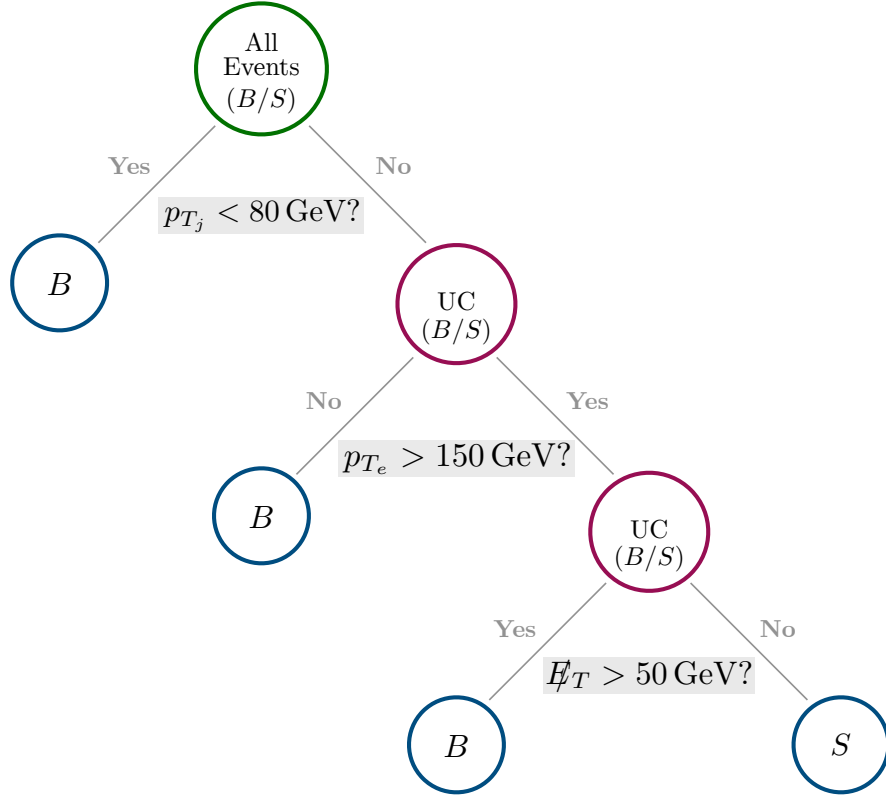 All
Events
(B/S)
Yes
No
p_{T_j} < 80 GeV?
B
UC
(B/S)
No
Yes
p_{T_e} > 150 GeV?
B
UC
(B/S)
Yes
No
E̸_T > 50 GeV?
B
S